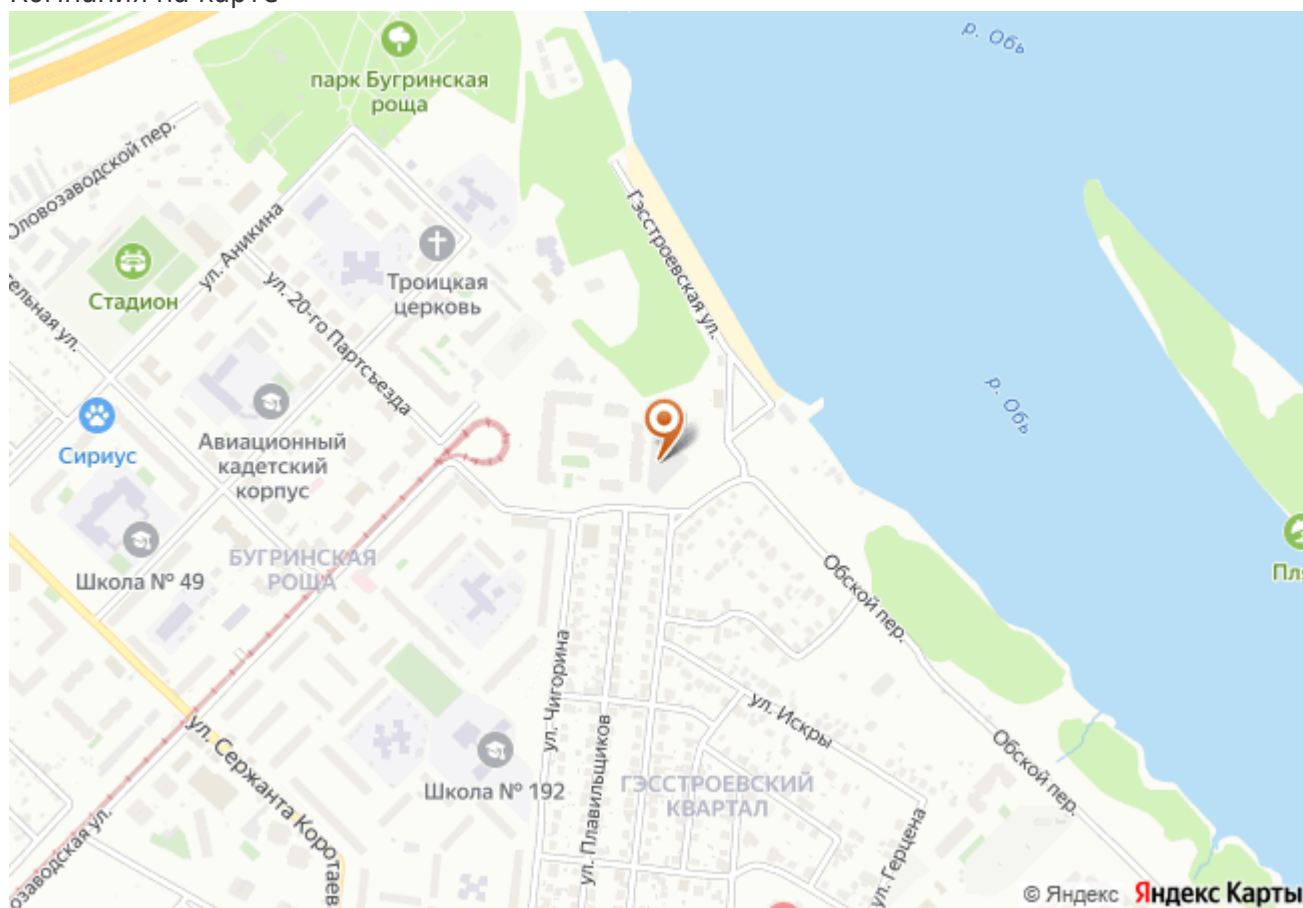 р. Обь
парк Бугринская
роща
Оловозаводской пер.
Гэсстроевская ул.
ул. Аникина
Троицкая
церковь
Стадион
ул. 20-го Партсъезда
р. Обь
Сириус
Авиационный
кадетский
корпус
БУГРИНСКАЯ
РОЩА
Школа № 49
Обской пер.
ул. Чигорина
ул. Искры
ул. Плавильщиков
ул. Сержанта Коротаев
Обской пер.
ГЭССТРОЕВСКИЙ
КВАРТАЛ
Школа № 192
ул. Герцена
© Яндекс Яндекс Карты